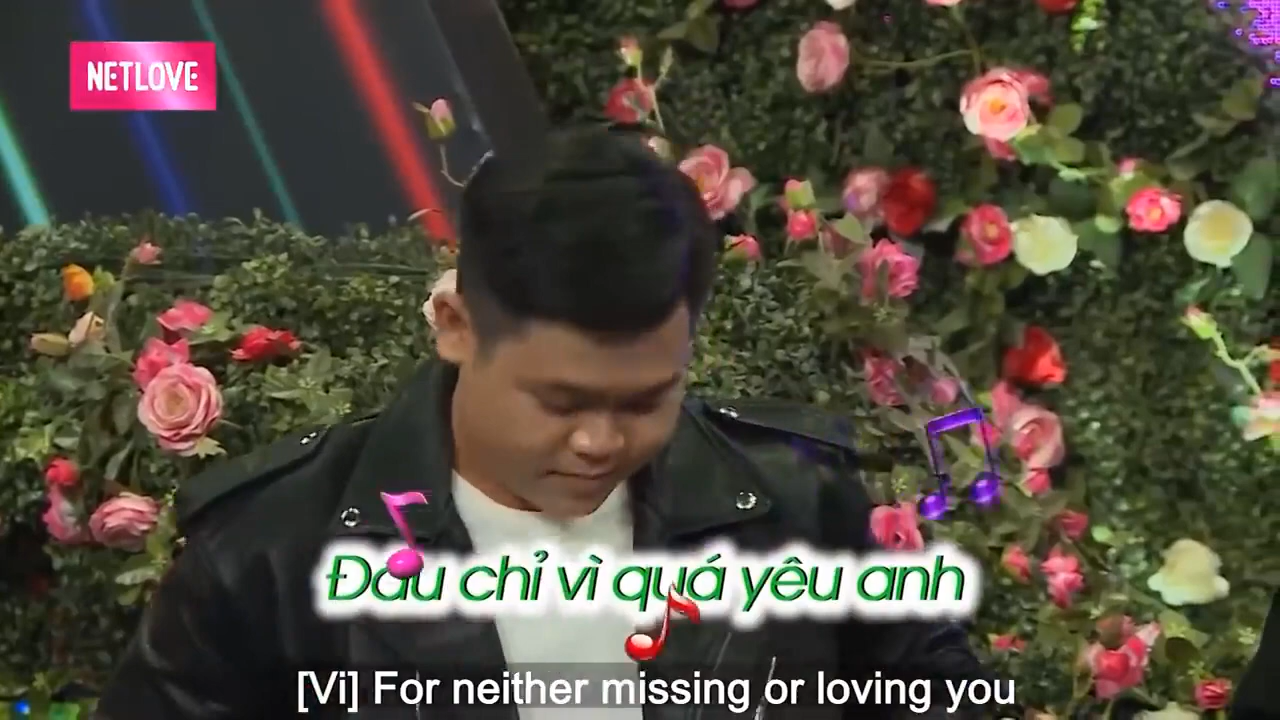 NETLOVE
Đâu chỉ vì quá yêu anh
[Vi] For neither missing or loving you